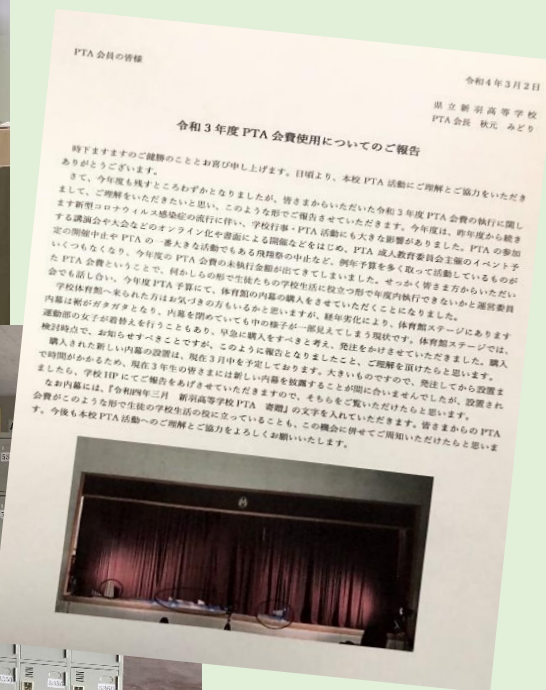 PTA 会員の皆様
令和4年3月2日
県立新羽高等学校
PTA会長 秋元 みどり
令和3年度 PTA 会費使用についてのご報告
時下ますますのご健勝のこととお喜び申し上げます。日頃より、本校 PTA 活動にご理解とご協力をいただき
ありがとうございます。
さて、今年度も残すところわずかとなりましたが、皆さまからいただいた令和3年度 PTA 会費の執行に関し
まして、ご理解をいただきたいと思い、このような形でご報告させていただきます。今年度は、昨年度から続き
ます新型コロナウィルス感染症の流行に伴い、学校行事・PTA 活動にも大きな影響がありました。PTA の参加
する講演会や大会などのオンライン化や書面による開催などをはじめ、PTA 成人教育委員会主催のイベント予
定の開催中止や PTA の一番大きな活動でもある飛翔祭の中止など、例年予算を多く取って活動しているものが
いくつもなくなり、今年度の PTA 会費の未執行金額が出てきてしまいました。せっかく皆さま方からいただい
た PTA 会費ということで、何かしらの形で生徒たちの学校生活に役立つ形で年度内執行できないかと運営委員
会でも話し合い、今年度 PTA 予算にて、体育館の内幕の購入をさせていただくことになりました。
学校体育館へ来られた方はお気づきの方もいるかと思いますが、経年劣化により、体育館ステージにあります
内幕は裾がガタガタとなり、内幕を閉めていても中の様子が一部見えてしまう現状です。体育館ステージでは、
運動部の女子が着替えを行うこともあり、早急に購入をすべきと考え、発注をかけさせていただきました。購入
検討時点で、お知らせすべきことですが、このように報告となりましたこと、ご理解を頂けたらと思います。
購入された新しい内幕の設置は、現在3月中を予定しております。大きいものですので、発注してから設置ま
で時間がかかるため、現在3年生の皆さまには新しい内幕を披露することが間に合いませんでしたが、設置され
ましたら、学校 HP にてご報告をあげさせていただきますので、そちらをご覧いただけたらと思います。
なお内幕には、『令和四年三月 新羽高等学校PTA 寄贈』の文字を入れていただきます。皆さまからの PTA
会費がこのような形で生徒の学校生活の役に立っていることも、この機会に併せてご周知いただけたらと思いま
す。今後も本校 PTA 活動へのご理解とご協力をよろしくお願いいたします。